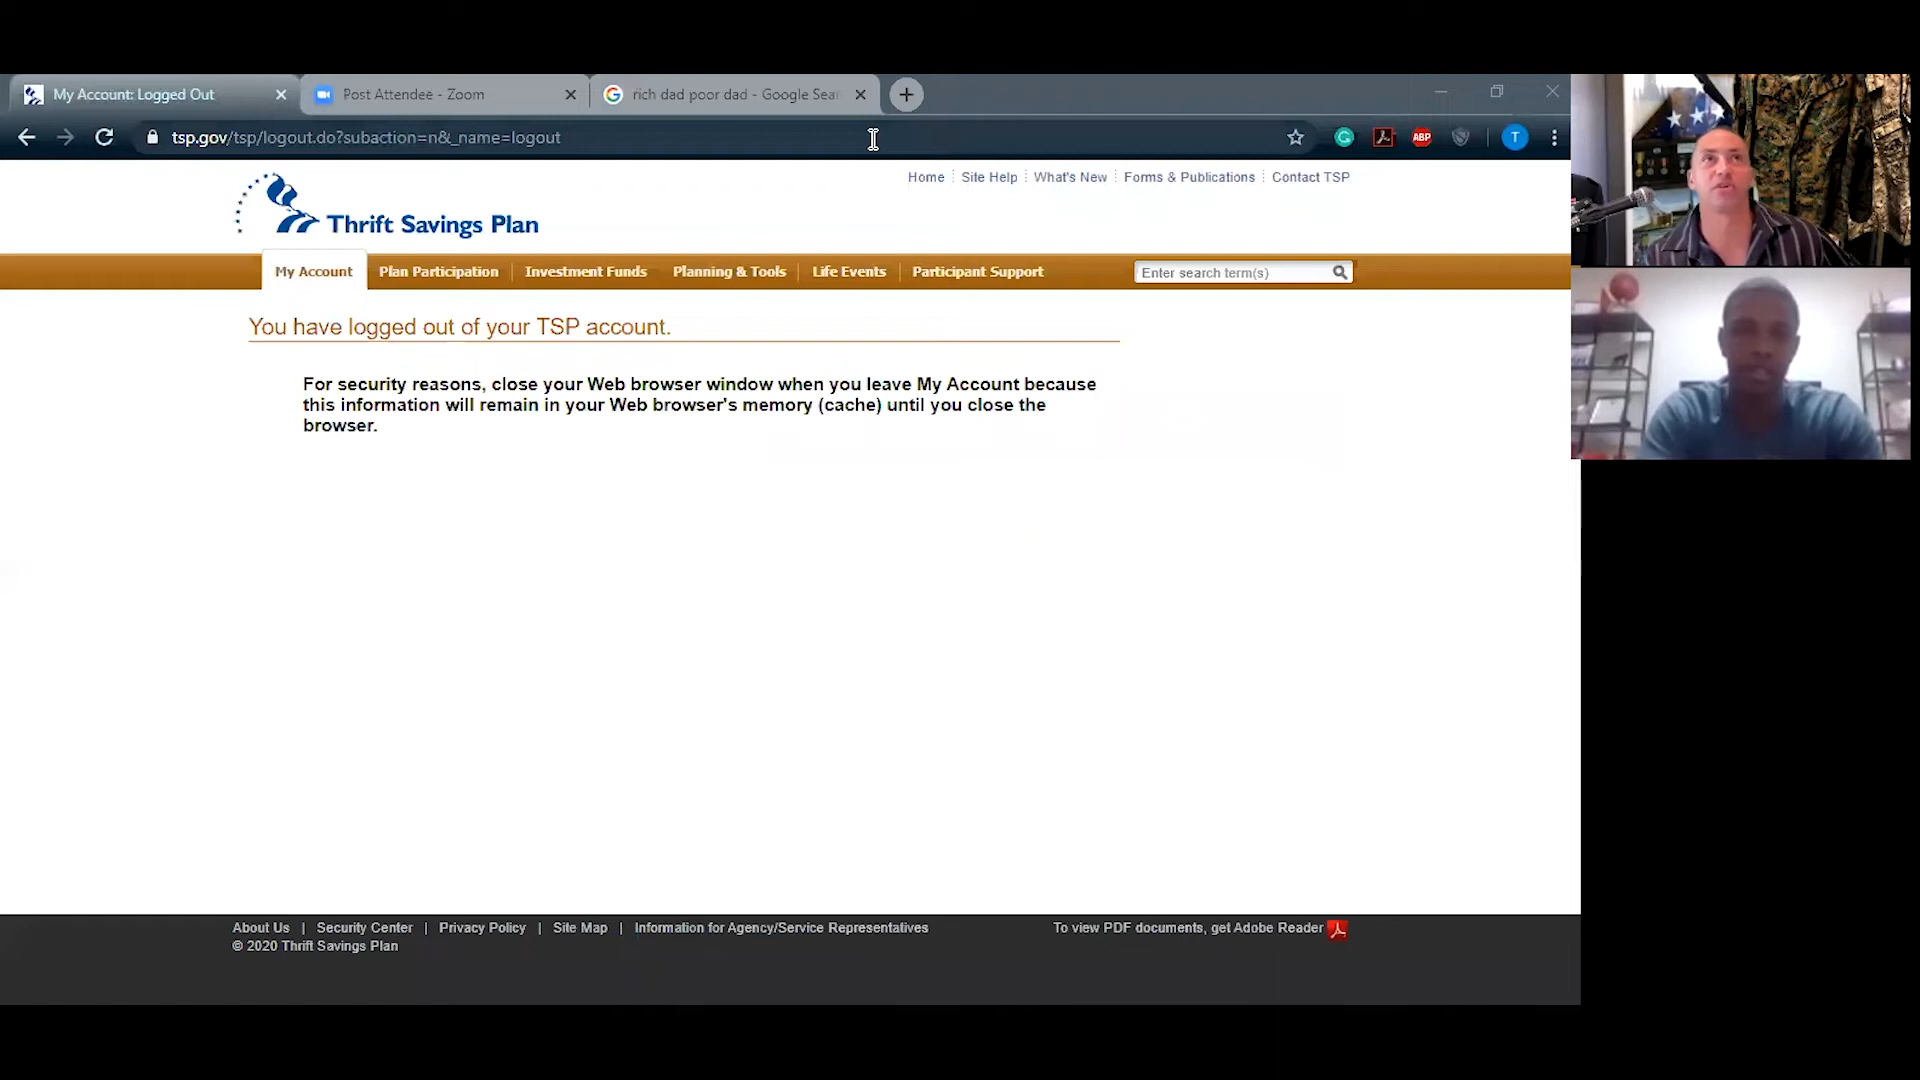 My Account: Logged Out
Post Attendee - Zoom
rich dad poor dad - Google Sear
tsp.gov/tsp/logout.do?subaction=n&_name=logout
ABP
T
Home
Site Help
What's New
Forms & Publications
Contact TSP
Thrift Savings Plan
My Account
Plan Participation
Investment Funds
Planning & Tools
Life Events
Participant Support
Enter search term(s)
You have logged out of your TSP account.
For security reasons, close your Web browser window when you leave My Account because
this information will remain in your Web browser's memory (cache) until you close the
browser.
About Us | Security Center | Privacy Policy | Site Map | Information for Agency/Service Representatives
To view PDF documents, get Adobe Reader
© 2020 Thrift Savings Plan